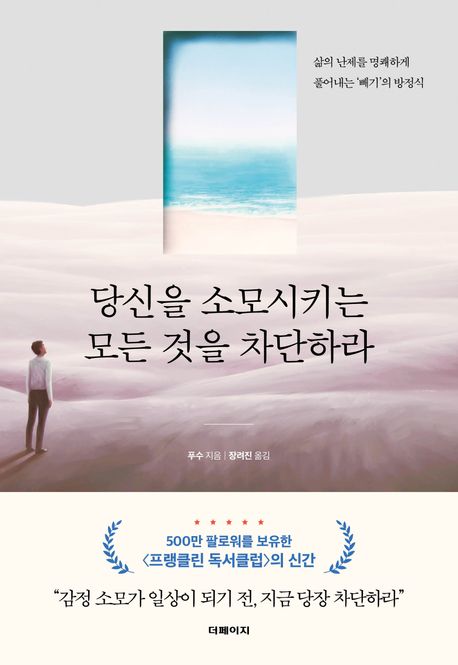 삶의 난제를 명쾌하게
풀어내는 ‘빼기’의 방정식
당신을 소모시키는
모든 것을 차단하라
푸수 지음 | 장려진 옮김
500만 팔로워를 보유한
〈프랭클린 독서클럽〉의 신간
“감정 소모가 일상이 되기 전, 지금 당장 차단하라”
더페이지